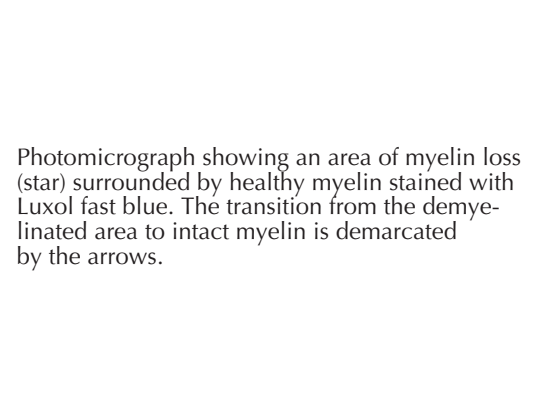 Photomicrograph showing an area of myelin loss
(star) surrounded by healthy myelin stained with
Luxol fast blue. The transition from the demye-
linated area to intact myelin is demarcated
by the arrows.